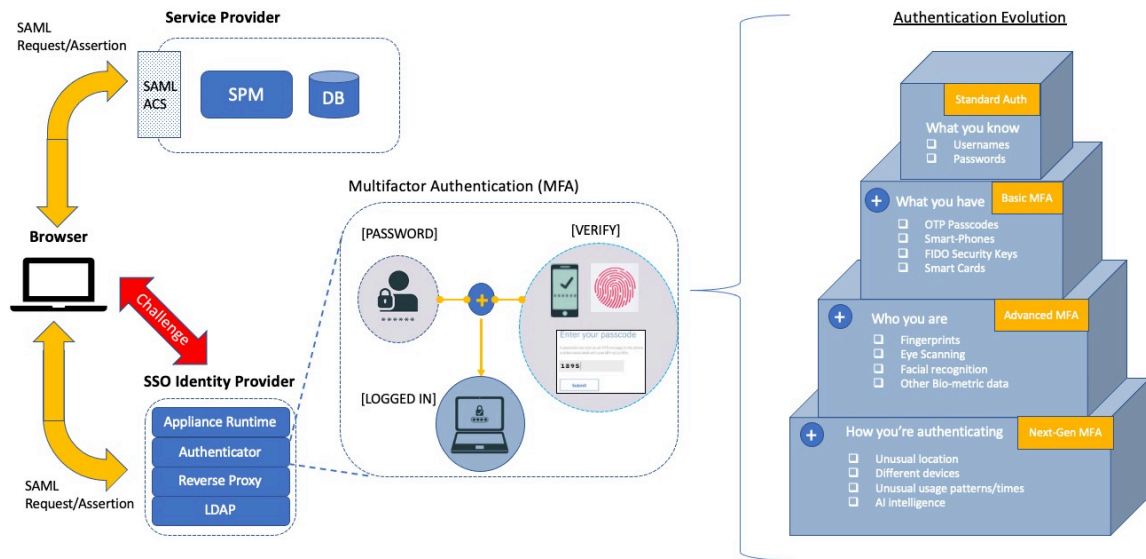 Service Provider
SAML
Request/Assertion
SAML
ACS
SPM
DB
Browser
Challenge
SSO Identity Provider
Appliance Runtime
Authenticator
Reverse Proxy
LDAP
SAML
Request/Assertion
Multifactor Authentication (MFA)
[PASSWORD]
[VERIFY]
Enter your passcode
1895
Submit
[LOGGED IN]
Authentication Evolution
Standard Auth
What you know
Usernames
Passwords
What you have
Basic MFA
OTP Passcodes
Smart-Phones
FIDO Security Keys
Smart Cards
Who you are
Advanced MFA
Fingerprints
Eye Scanning
Facial recognition
Other Bio-metric data
How you're authenticating
Next-Gen MFA
Unusual location
Different devices
Unusual usage patterns/times
AI intelligence